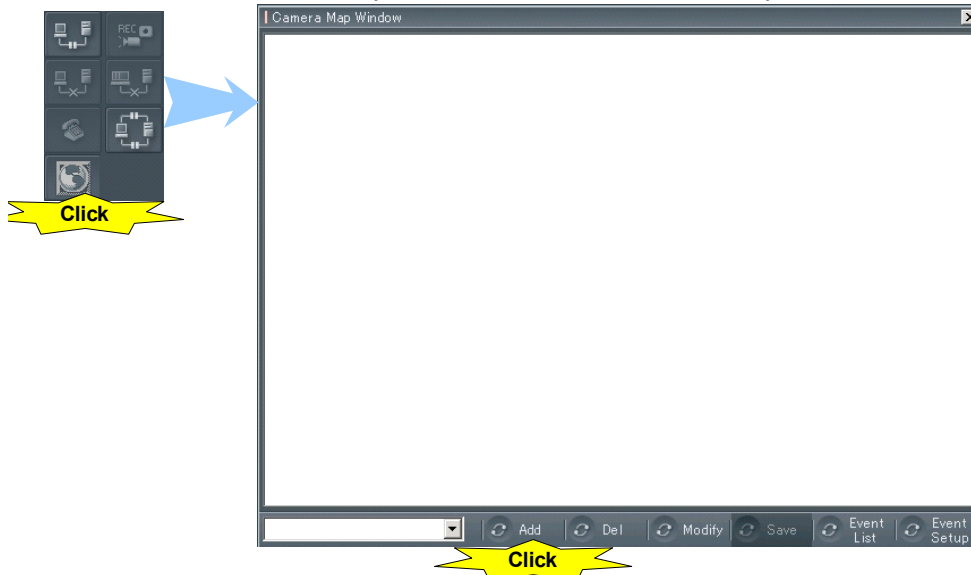 Camera Map Window
REC
Click
Add
Del
Modify
Save
Event
List
Event
Setup
Click